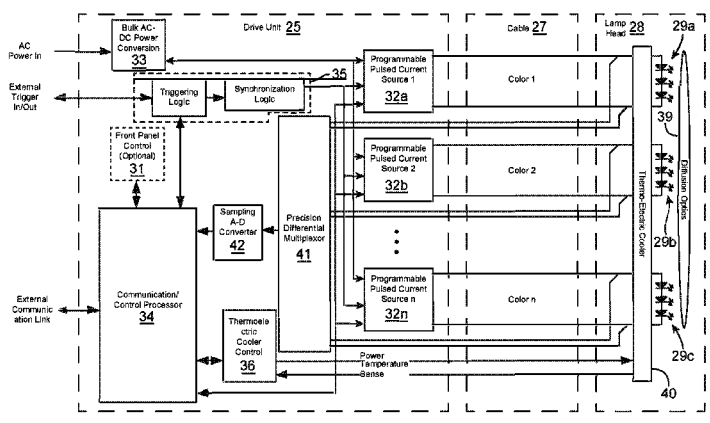 Drive Unit 25
Cable 27
Lamp
Head 28
29a
AC
Power In
Bulk AC-
DC Power
Conversion
33
External
Trigger
In/Out
Triggering
Logic
Synchronization
Logic
35
Programmable
Pulsed Current
Source 1
32a
Color 1
39
Front Panel
Control
(Optional)
31
Programmable
Pulsed Current
Source 2
32b
Color 2
Thermo-Electric Cooler
Diffusion Optics
29b
Sampling
A-D
Converter
42
Precision
Differential
Multiplexor
41
Programmable
Pulsed Current
Source n
32n
Color n
External
Communic
ation Link
Communication/
Control Processor
34
Thermoel
ectric
Cooler
Control
36
Power
Temperature
Sense
29c
40